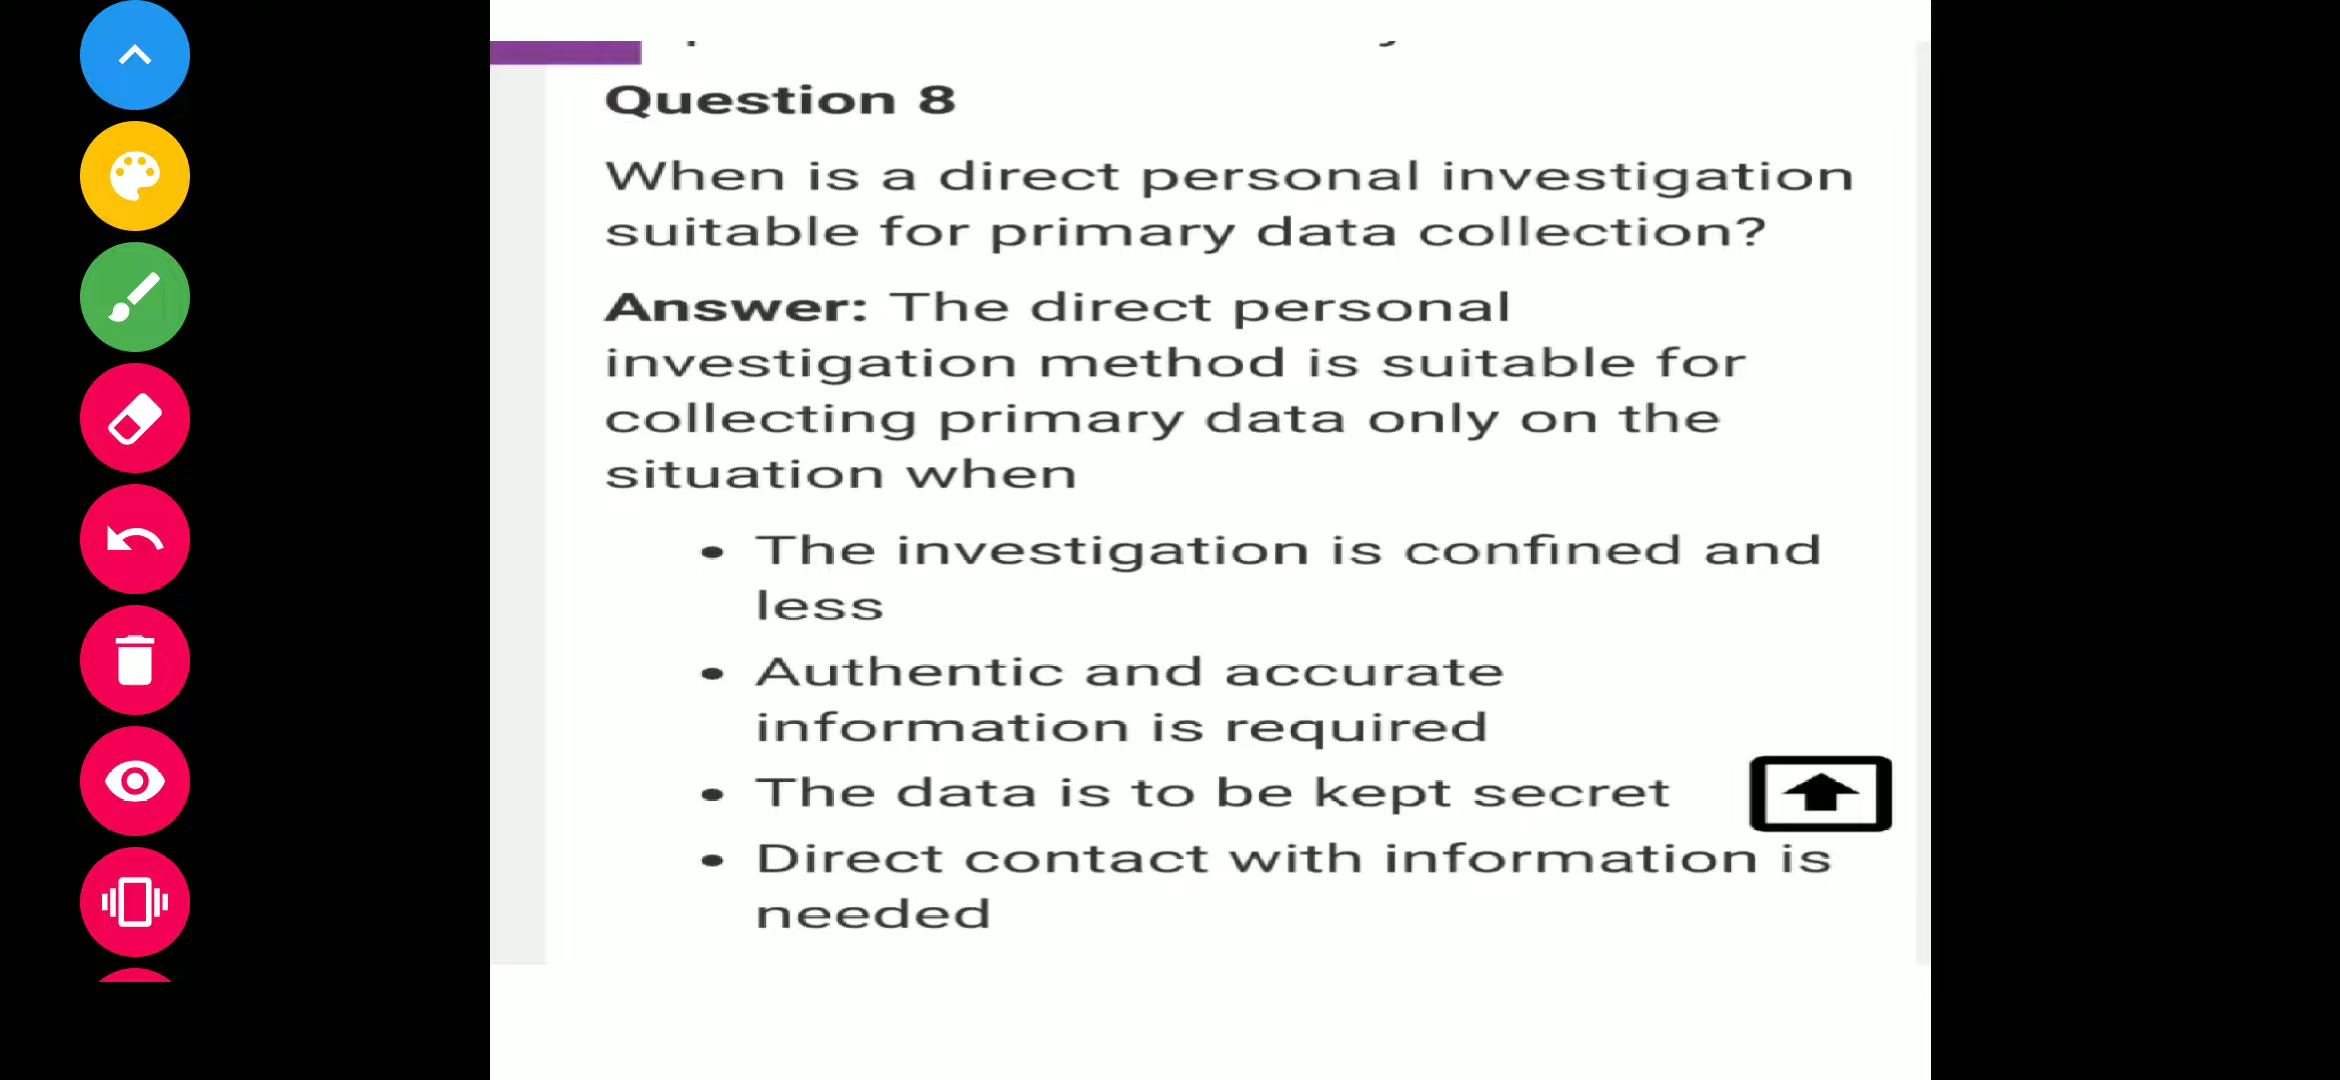 Question 8
When is a direct personal investigation
suitable for primary data collection?
Answer: The direct personal
investigation method is suitable for
collecting primary data only on the
situation when
• The investigation is confined and
less
• Authentic and accurate
information is required
• The data is to be kept secret
• Direct contact with information is
needed